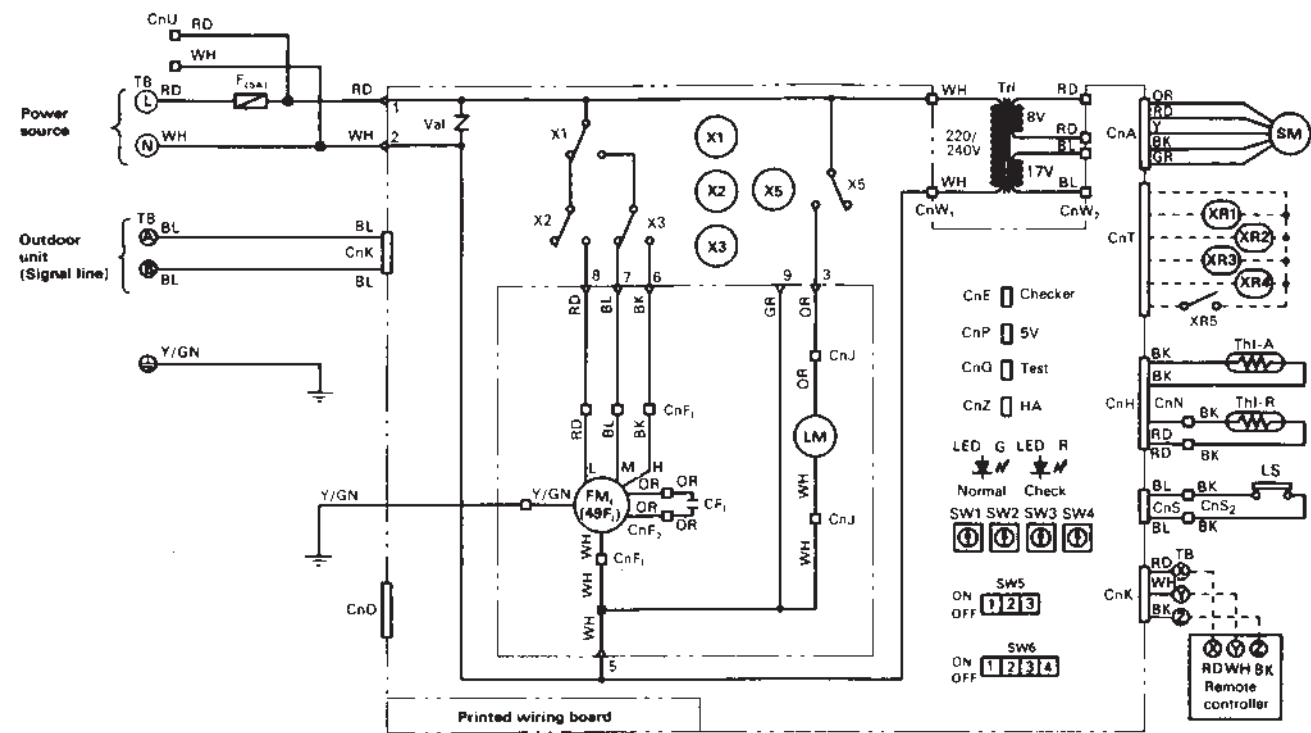 CnU RD
WH
TB
L RD F(5A) RD 1
Power source
N WH WH 2
Val
X1
X2 X3
X1
X2 X5
X3
X5
WH Trl RD
8V
220/240V
RD
BL
17V
WH BL
CnW1 CnW2
OR
RD
Y
BK
GR
CnA
SM
CnT
XR1
XR2
XR3
XR4
XR5
Outdoor unit (Signal line)
TB
A BL BL
CnK
B BL BL
Y/GN
8 7 6 9 3
RD BL BK GR OR
CnJ
OR
CnF1
RD BL BK
LM
L M H
Y/GN Y/GN
FM1 (49F1)
OR OR
CF1
OR OR
CnF2
WH
CnF1
WH
WH
5
WH
CnJ
WH
CnO
CnE Checker
CnP 5V
CnG Test
CnZ HA
LED G LED R
Normal Check
SW1 SW2 SW3 SW4
SW5
ON
OFF
1 2 3
SW6
ON
OFF
1 2 3 4
BK Thl-A
BK
CnH CnN BK Thl-R
RD
RD BK
BL BK LS
CnS CnS2
BL BK
RD TB X
WH Y
CnK
BK Z
X Y Z
RD WH BK
Remote controller
Printed wiring board